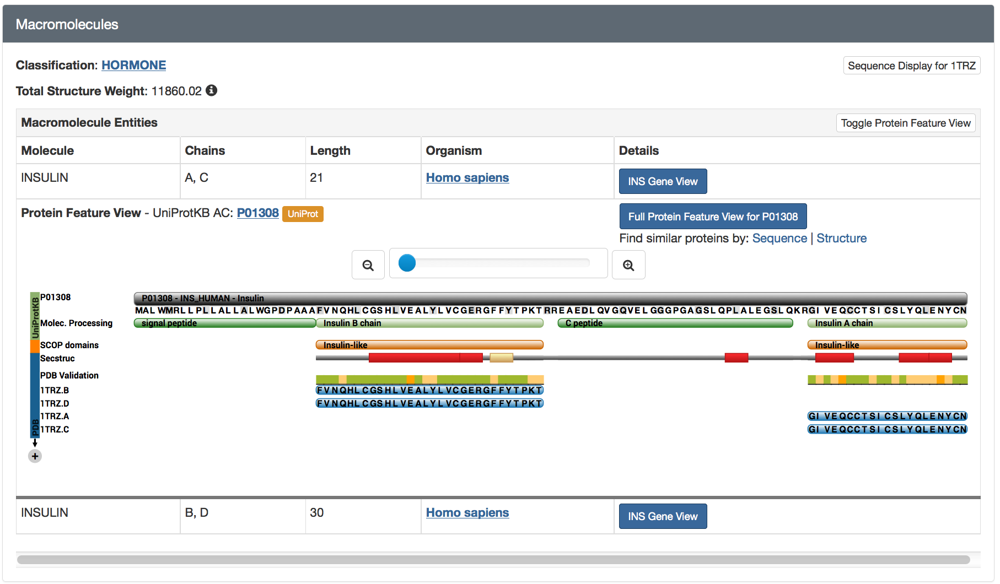 Macromolecules
Classification: HORMONE
Sequence Display for 1TRZ
Total Structure Weight: 11860.02
Macromolecule Entities
Toggle Protein Feature View
Molecule Chains Length Organism Details
INSULIN A, C 21 Homo sapiens INS Gene View
Protein Feature View - UniProtKB AC: P01308 UniProt
Full Protein Feature View for P01308
Find similar proteins by: Sequence | Structure
UniProtKB
P01308
P01308 - INS_HUMAN - Insulin
MALWMRLLPLLALLALWGPDPAAAFVNQHLCGSHLVEALYLVCGERGFFYTPKTRREAEDLQVGQVELGGGPGAGSLQPLALEGSLQKRGIVEQCCTSICSLYQLENYCN
Molec. Processing
signal peptide Insulin B chain C peptide Insulin A chain
SCOP domains
Insulin-like Insulin-like
Secstruc
PDB Validation
PDB
1TRZ.B FVNQHLCGSHLVEALYLVCGERGFFYTPKT
1TRZ.D FVNQHLCGSHLVEALYLVCGERGFFYTPKT
1TRZ.A GIVEQCCTSICSLYQLENYCN
1TRZ.C GIVEQCCTSICSLYQLENYCN
INSULIN B, D 30 Homo sapiens INS Gene View